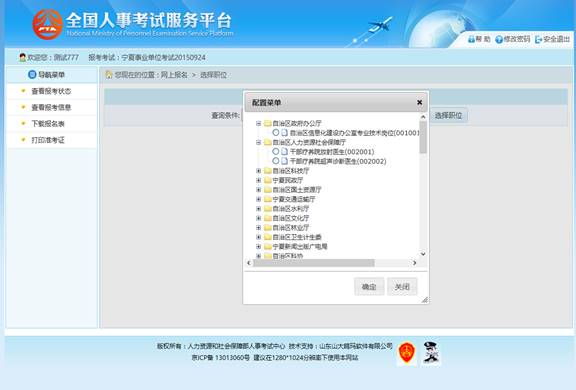 全国人事考试服务平台
National Ministry of Personnel Examination Service Platform
帮 助 修改密码 安全退出
欢迎您：测试777 报考考试：宁夏事业单位考试20150924
导航菜单
您现在的位置：网上报名 > 选择职位
查看报考状态
查看报考信息
下载报名表
打印准考证
查询条件:
选择职位
配置菜单
自治区政府办公厅
自治区信息化建设办公室专业技术岗位(001001
自治区人力资源社会保障厅
干部疗养院放射医生(002001)
干部疗养院超声诊断医生(002002)
自治区科技厅
宁夏民政厅
自治区国土资源厅
宁夏交通运输厅
自治区水利厅
自治区文化厅
自治区林业厅
自治区卫生计生委
宁夏新闻出版广电局
自治区科协
确定 关闭
版权所有：人力资源和社会保障部人事考试中心 技术支持：山东山大鸥玛软件有限公司
京ICP备 13013060号 建议在1280*1024分辨率下使用本网站